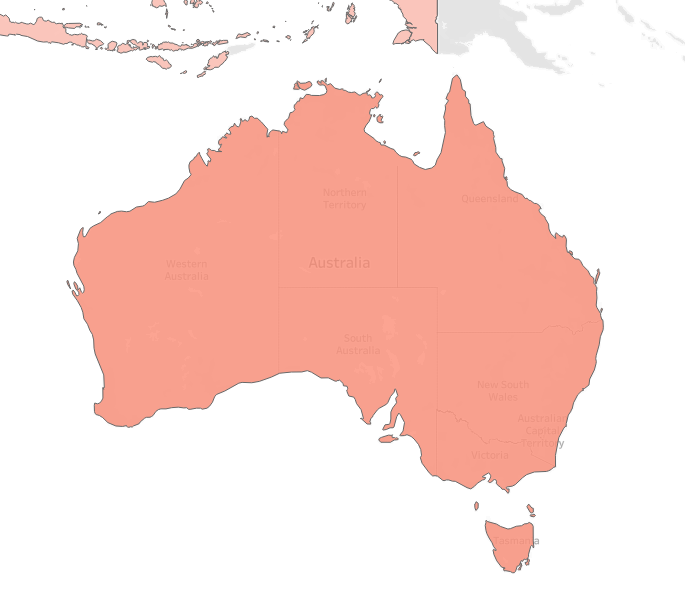 Northern
Territory
Queensland
Western
Australia
Australia
South
Australia
New South
Wales
Australian
Capital
Territory
Victoria
Tasmania